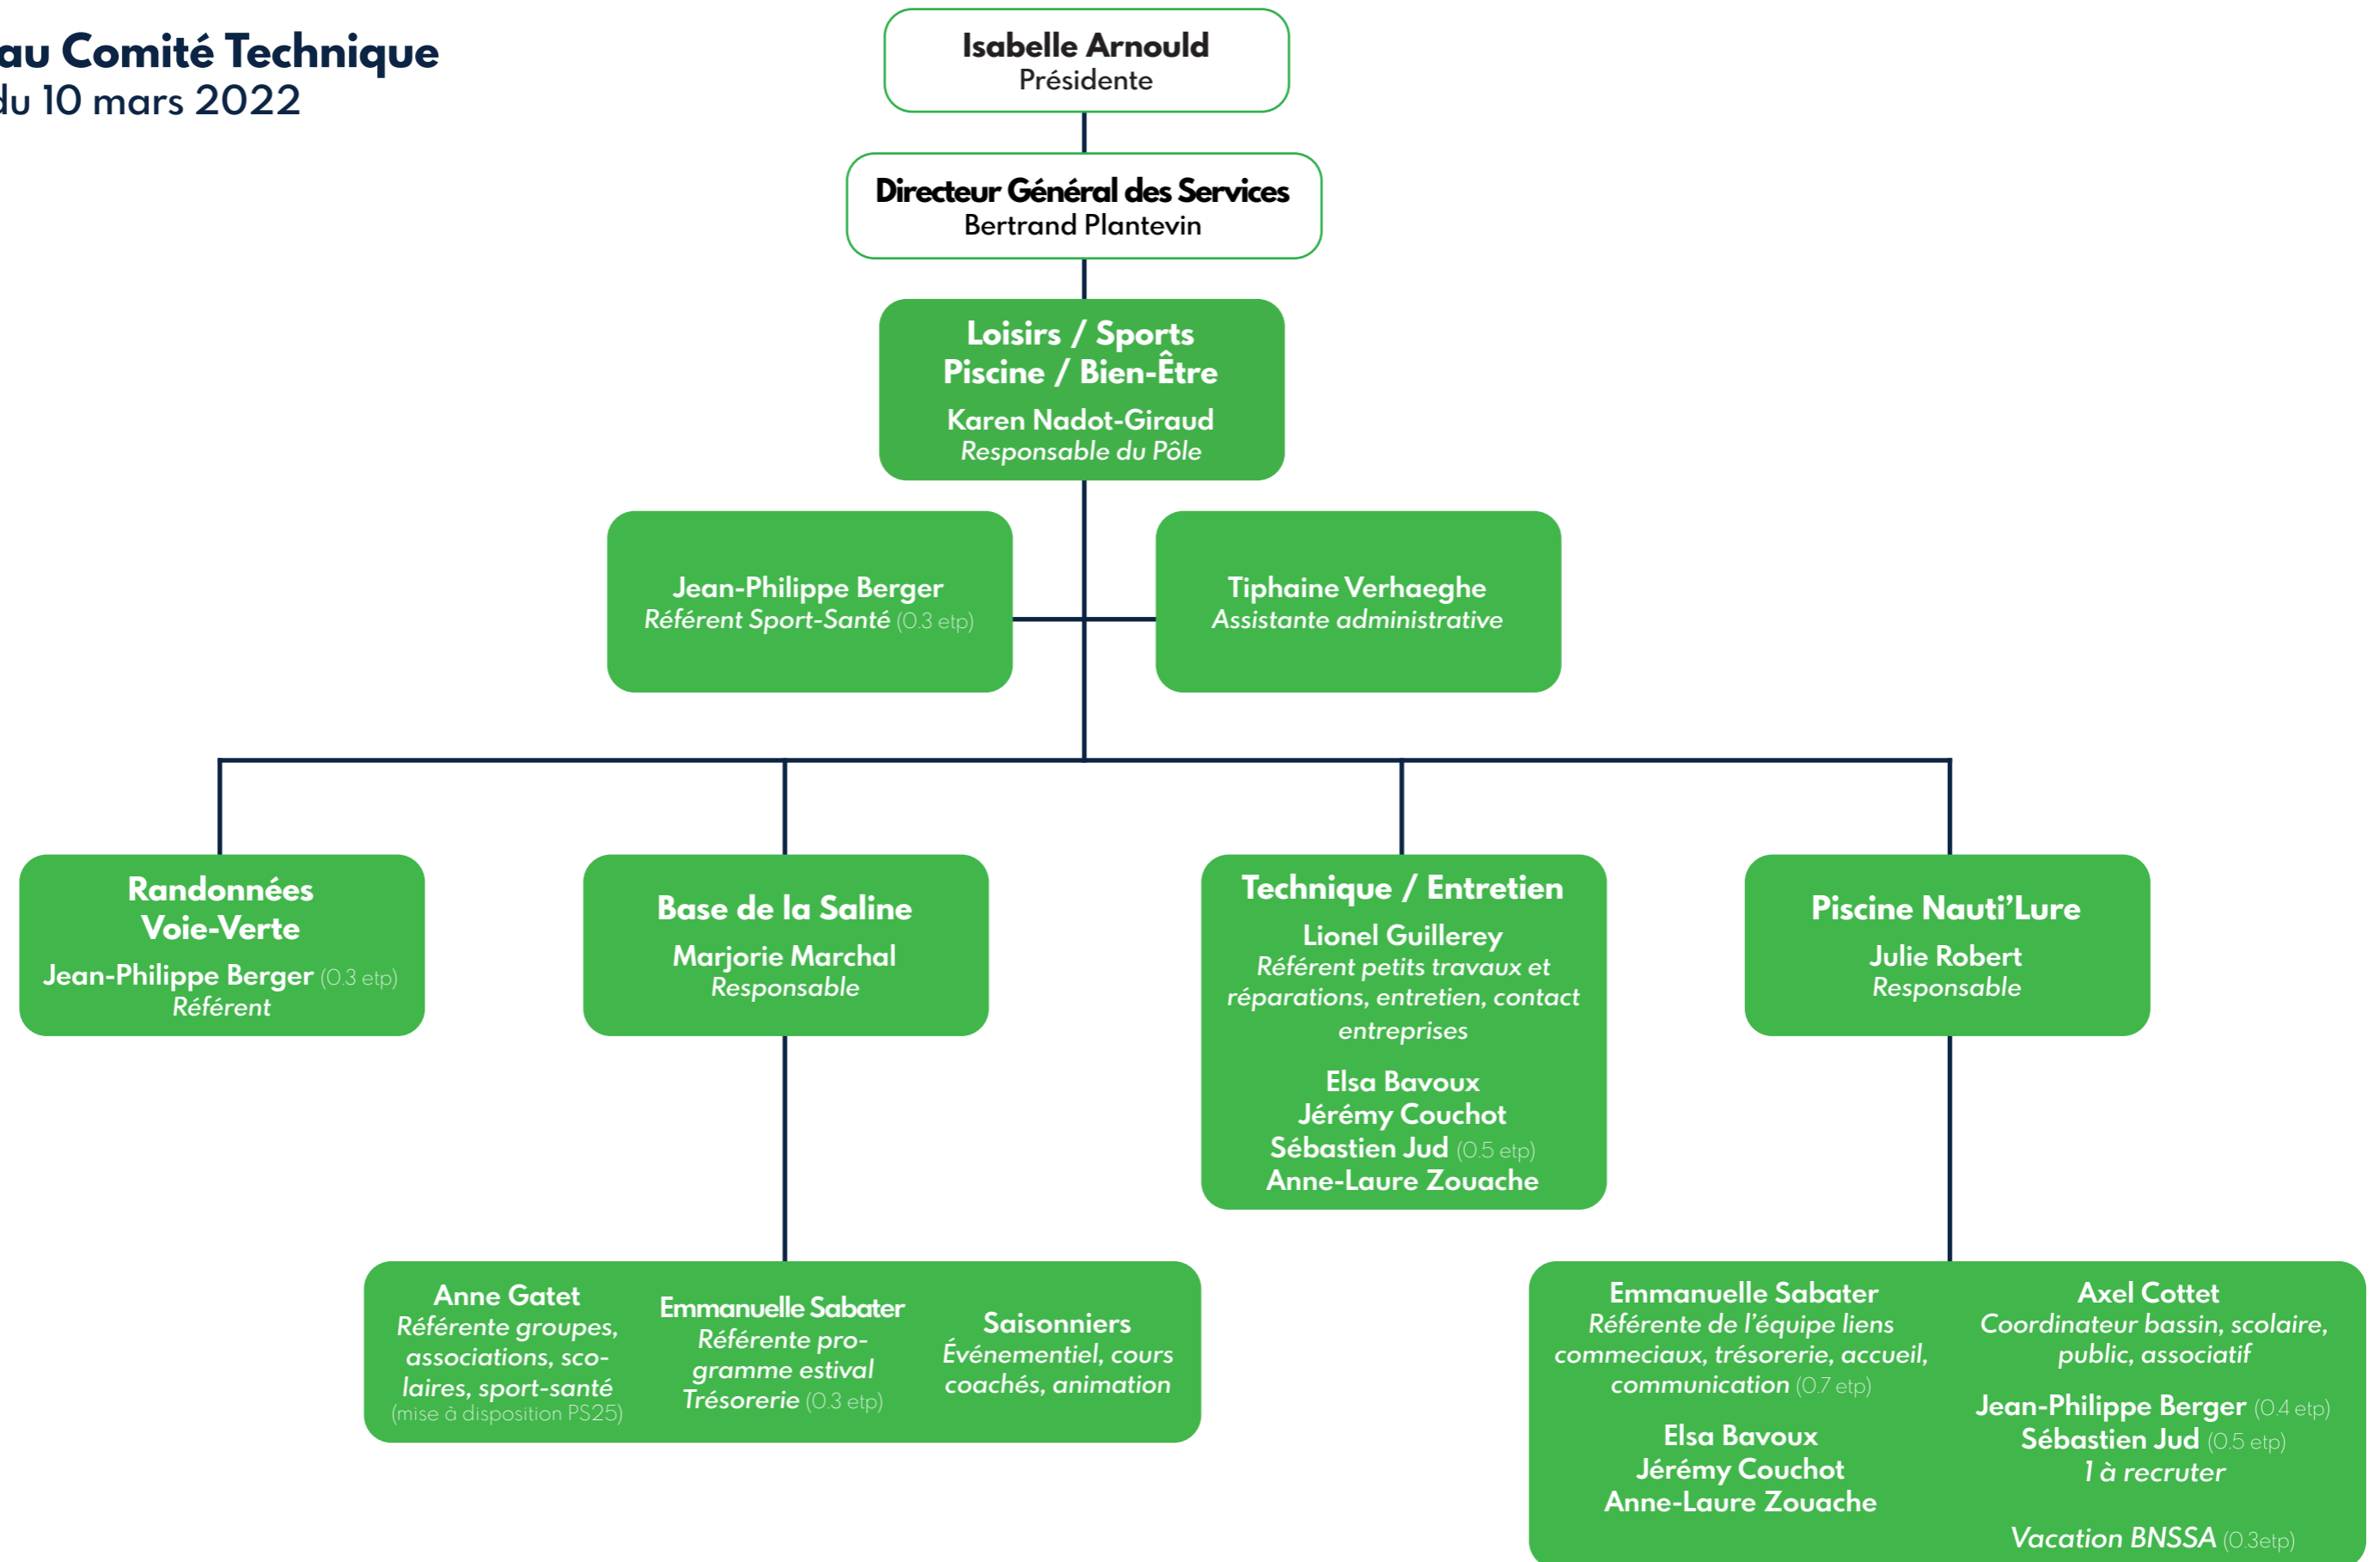 au Comité Technique
du 10 mars 2022
Isabelle Arnould
Présidente
Directeur Général des Services
Bertrand Plantevin
Loisirs / Sports
Piscine / Bien-Être
Karen Nadot-Giraud
Responsable du Pôle
Jean-Philippe Berger
Référent Sport-Santé (0.3 etp)
Tiphaine Verhaeghe
Assistante administrative
Randonnées
Voie-Verte
Jean-Philippe Berger (0.3 etp)
Référent
Base de la Saline
Marjorie Marchal
Responsable
Technique / Entretien
Lionel Guillerey
Référent petits travaux et
réparations, entretien, contact
entreprises
Elsa Bavoux
Jérémy Couchot
Sébastien Jud (0.5 etp)
Anne-Laure Zouache
Piscine Nauti’Lure
Julie Robert
Responsable
Anne Gatet
Référente groupes,
associations, sco-
laires, sport-santé
(mise à disposition PS25)
Emmanuelle Sabater
Référente pro-
gramme estival
Trésorerie (0.3 etp)
Saisonniers
Événementiel, cours
coachés, animation
Emmanuelle Sabater
Référente de l’équipe liens
commeciaux, trésorerie, accueil,
communication (0.7 etp)
Elsa Bavoux
Jérémy Couchot
Anne-Laure Zouache
Axel Cottet
Coordinateur bassin, scolaire,
public, associatif
Jean-Philippe Berger (0.4 etp)
Sébastien Jud (0.5 etp)
1 à recruter
Vacation BNSSA (0.3etp)